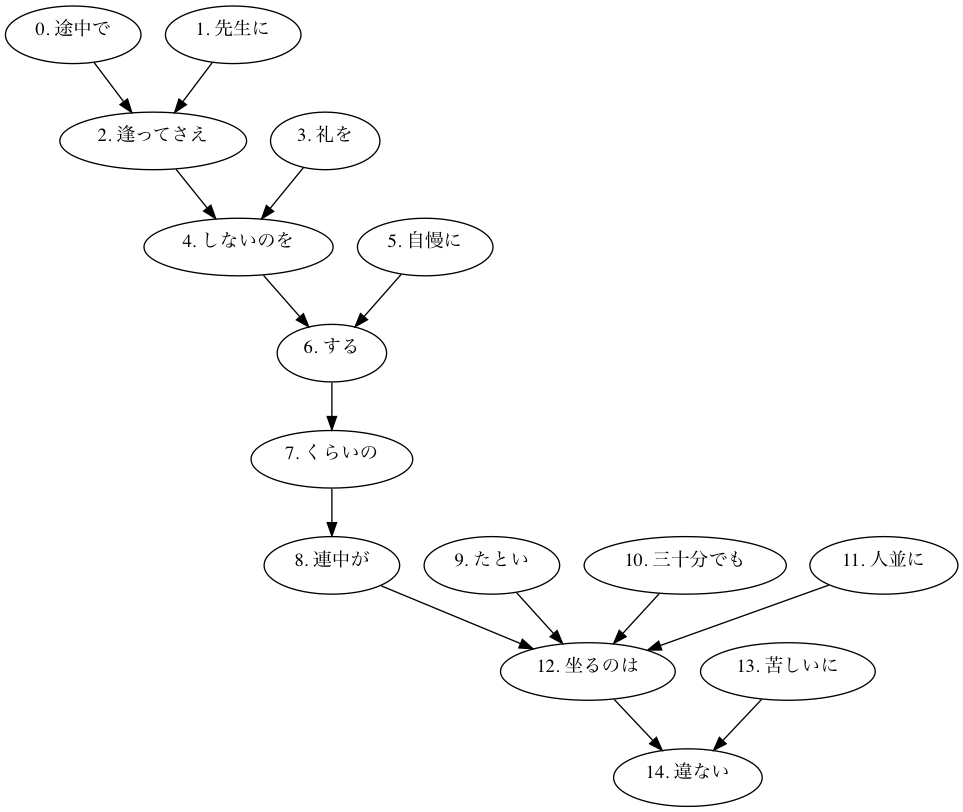 0. 途中で
1. 先生に
2. 逢ってさえ
3. 礼を
4. しないのを
5. 自慢に
6. する
7. くらいの
8. 連中が
9. たとい
10. 三十分でも
11. 人並に
12. 坐るのは
13. 苦しいに
14. 違ない